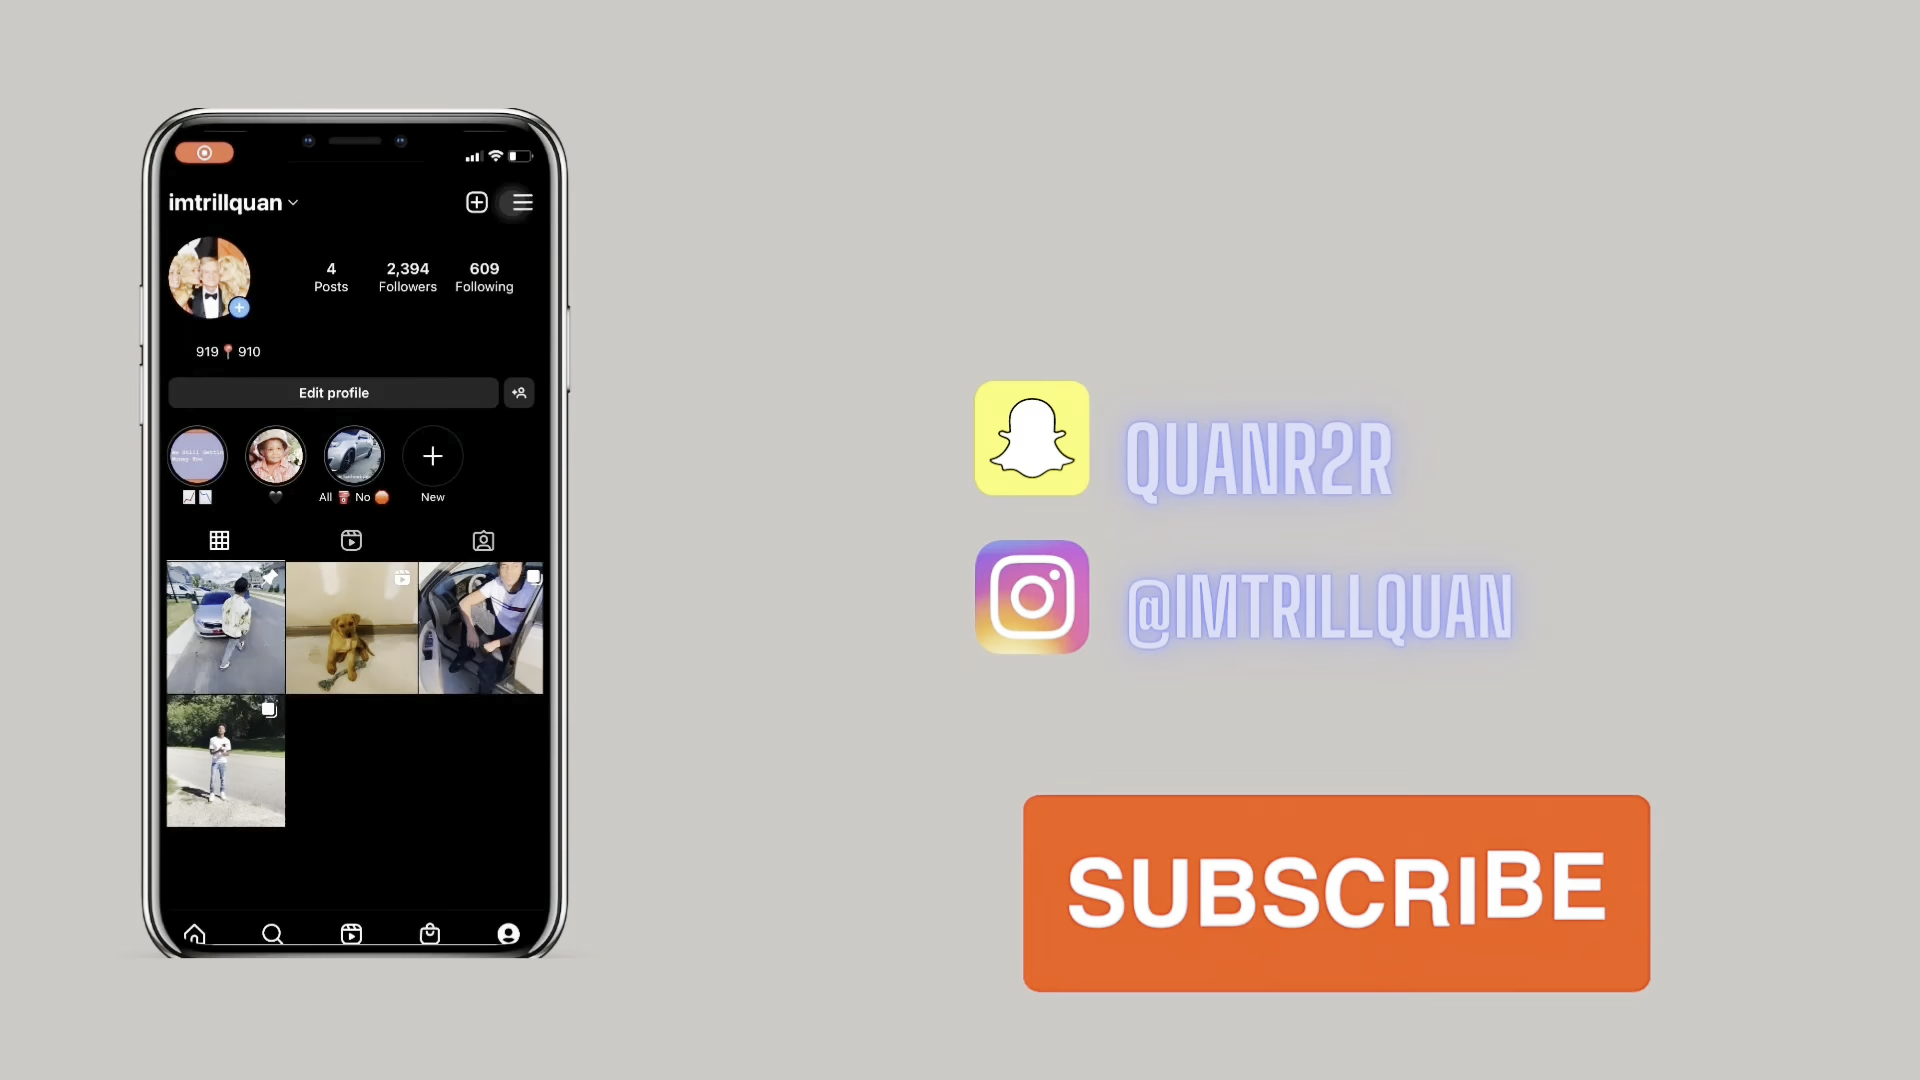 imtrillquan
4 2,394 609
Posts Followers Following
919 📍 910
Edit profile
📈📉 🖤 All No New
QUANR2R
@IMTRILLQUAN
SUBSCRIBE